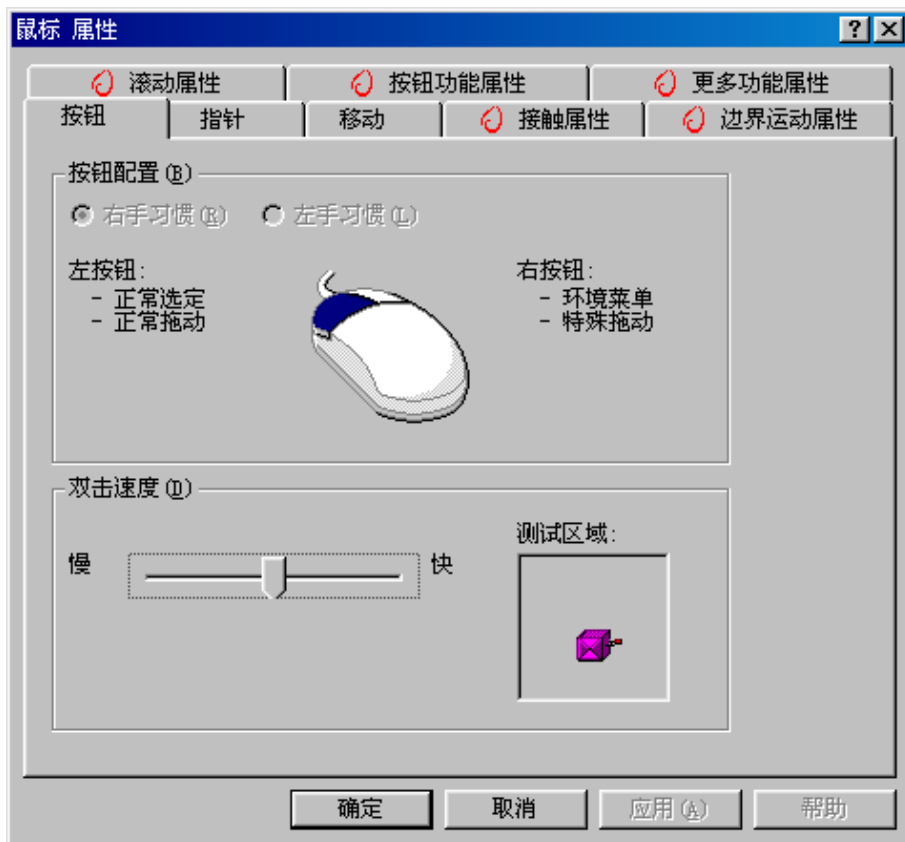 鼠标 属性
滚动属性 按钮功能属性 更多功能属性
按钮 指针 移动 接触属性 边界运动属性
按钮配置(B)
右手习惯(R) 左手习惯(L)
左按钮: 右按钮:
- 正常选定 - 环境菜单
- 正常拖动 - 特殊拖动
双击速度(D)
测试区域:
慢 快
确定 取消 应用(A) 帮助